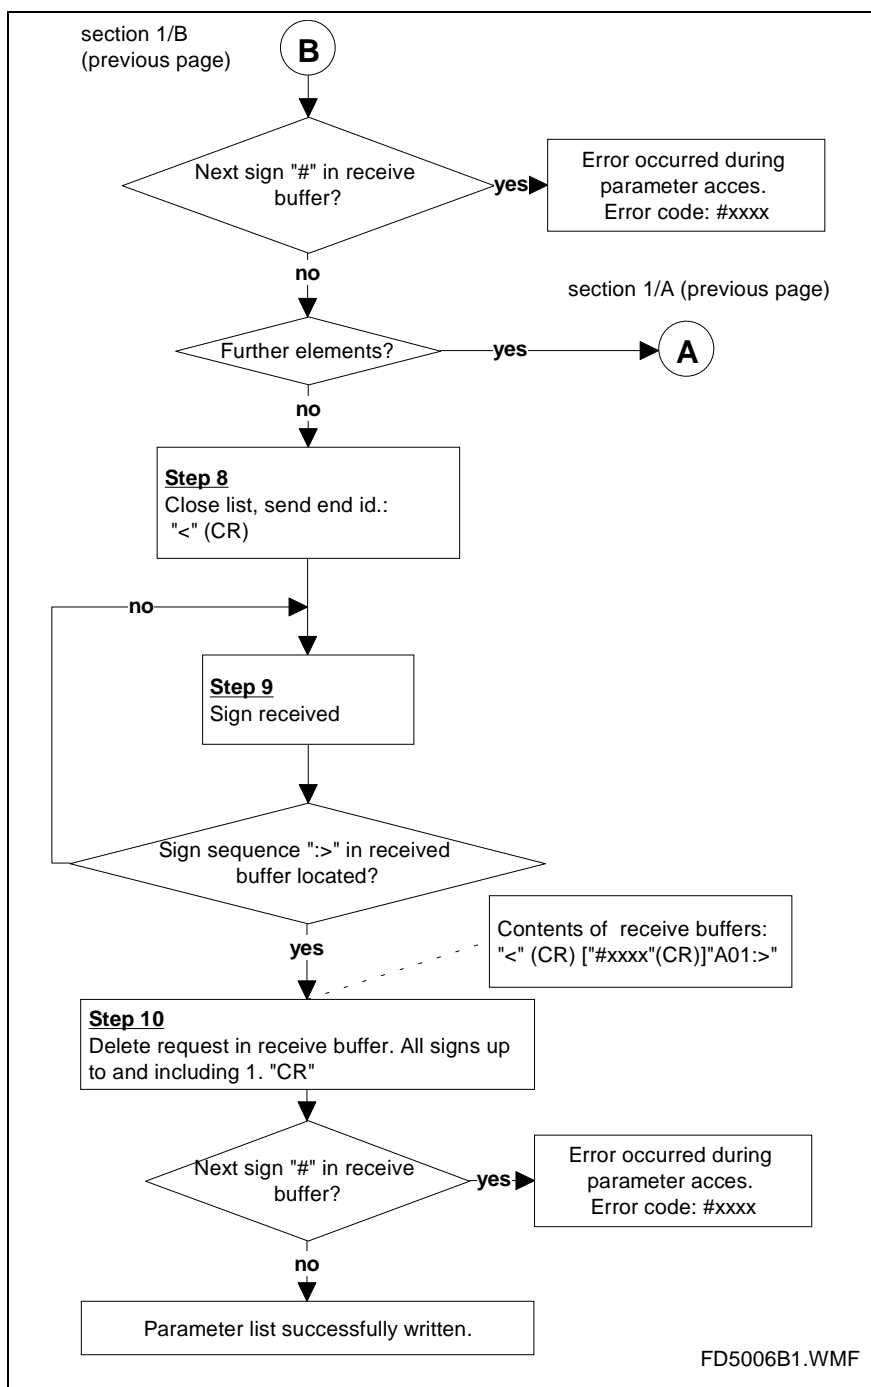 section 1/B
(previous page)
B
Next sign "#" in receive
buffer?
yes
Error occurred during
parameter acces.
Error code: #xxxx
no
section 1/A (previous page)
Further elements?
yes
A
no
Step 8
Close list, send end id.:
"<" (CR)
no
Step 9
Sign received
Sign sequence ":>" in received
buffer located?
Contents of receive buffers:
"<" (CR) ["#xxxx"(CR)]"A01:>"
yes
Step 10
Delete request in receive buffer. All signs up
to and including 1. "CR"
Next sign "#" in receive
buffer?
yes
Error occurred during
parameter acces.
Error code: #xxxx
no
Parameter list successfully written.
FD5006B1.WMF